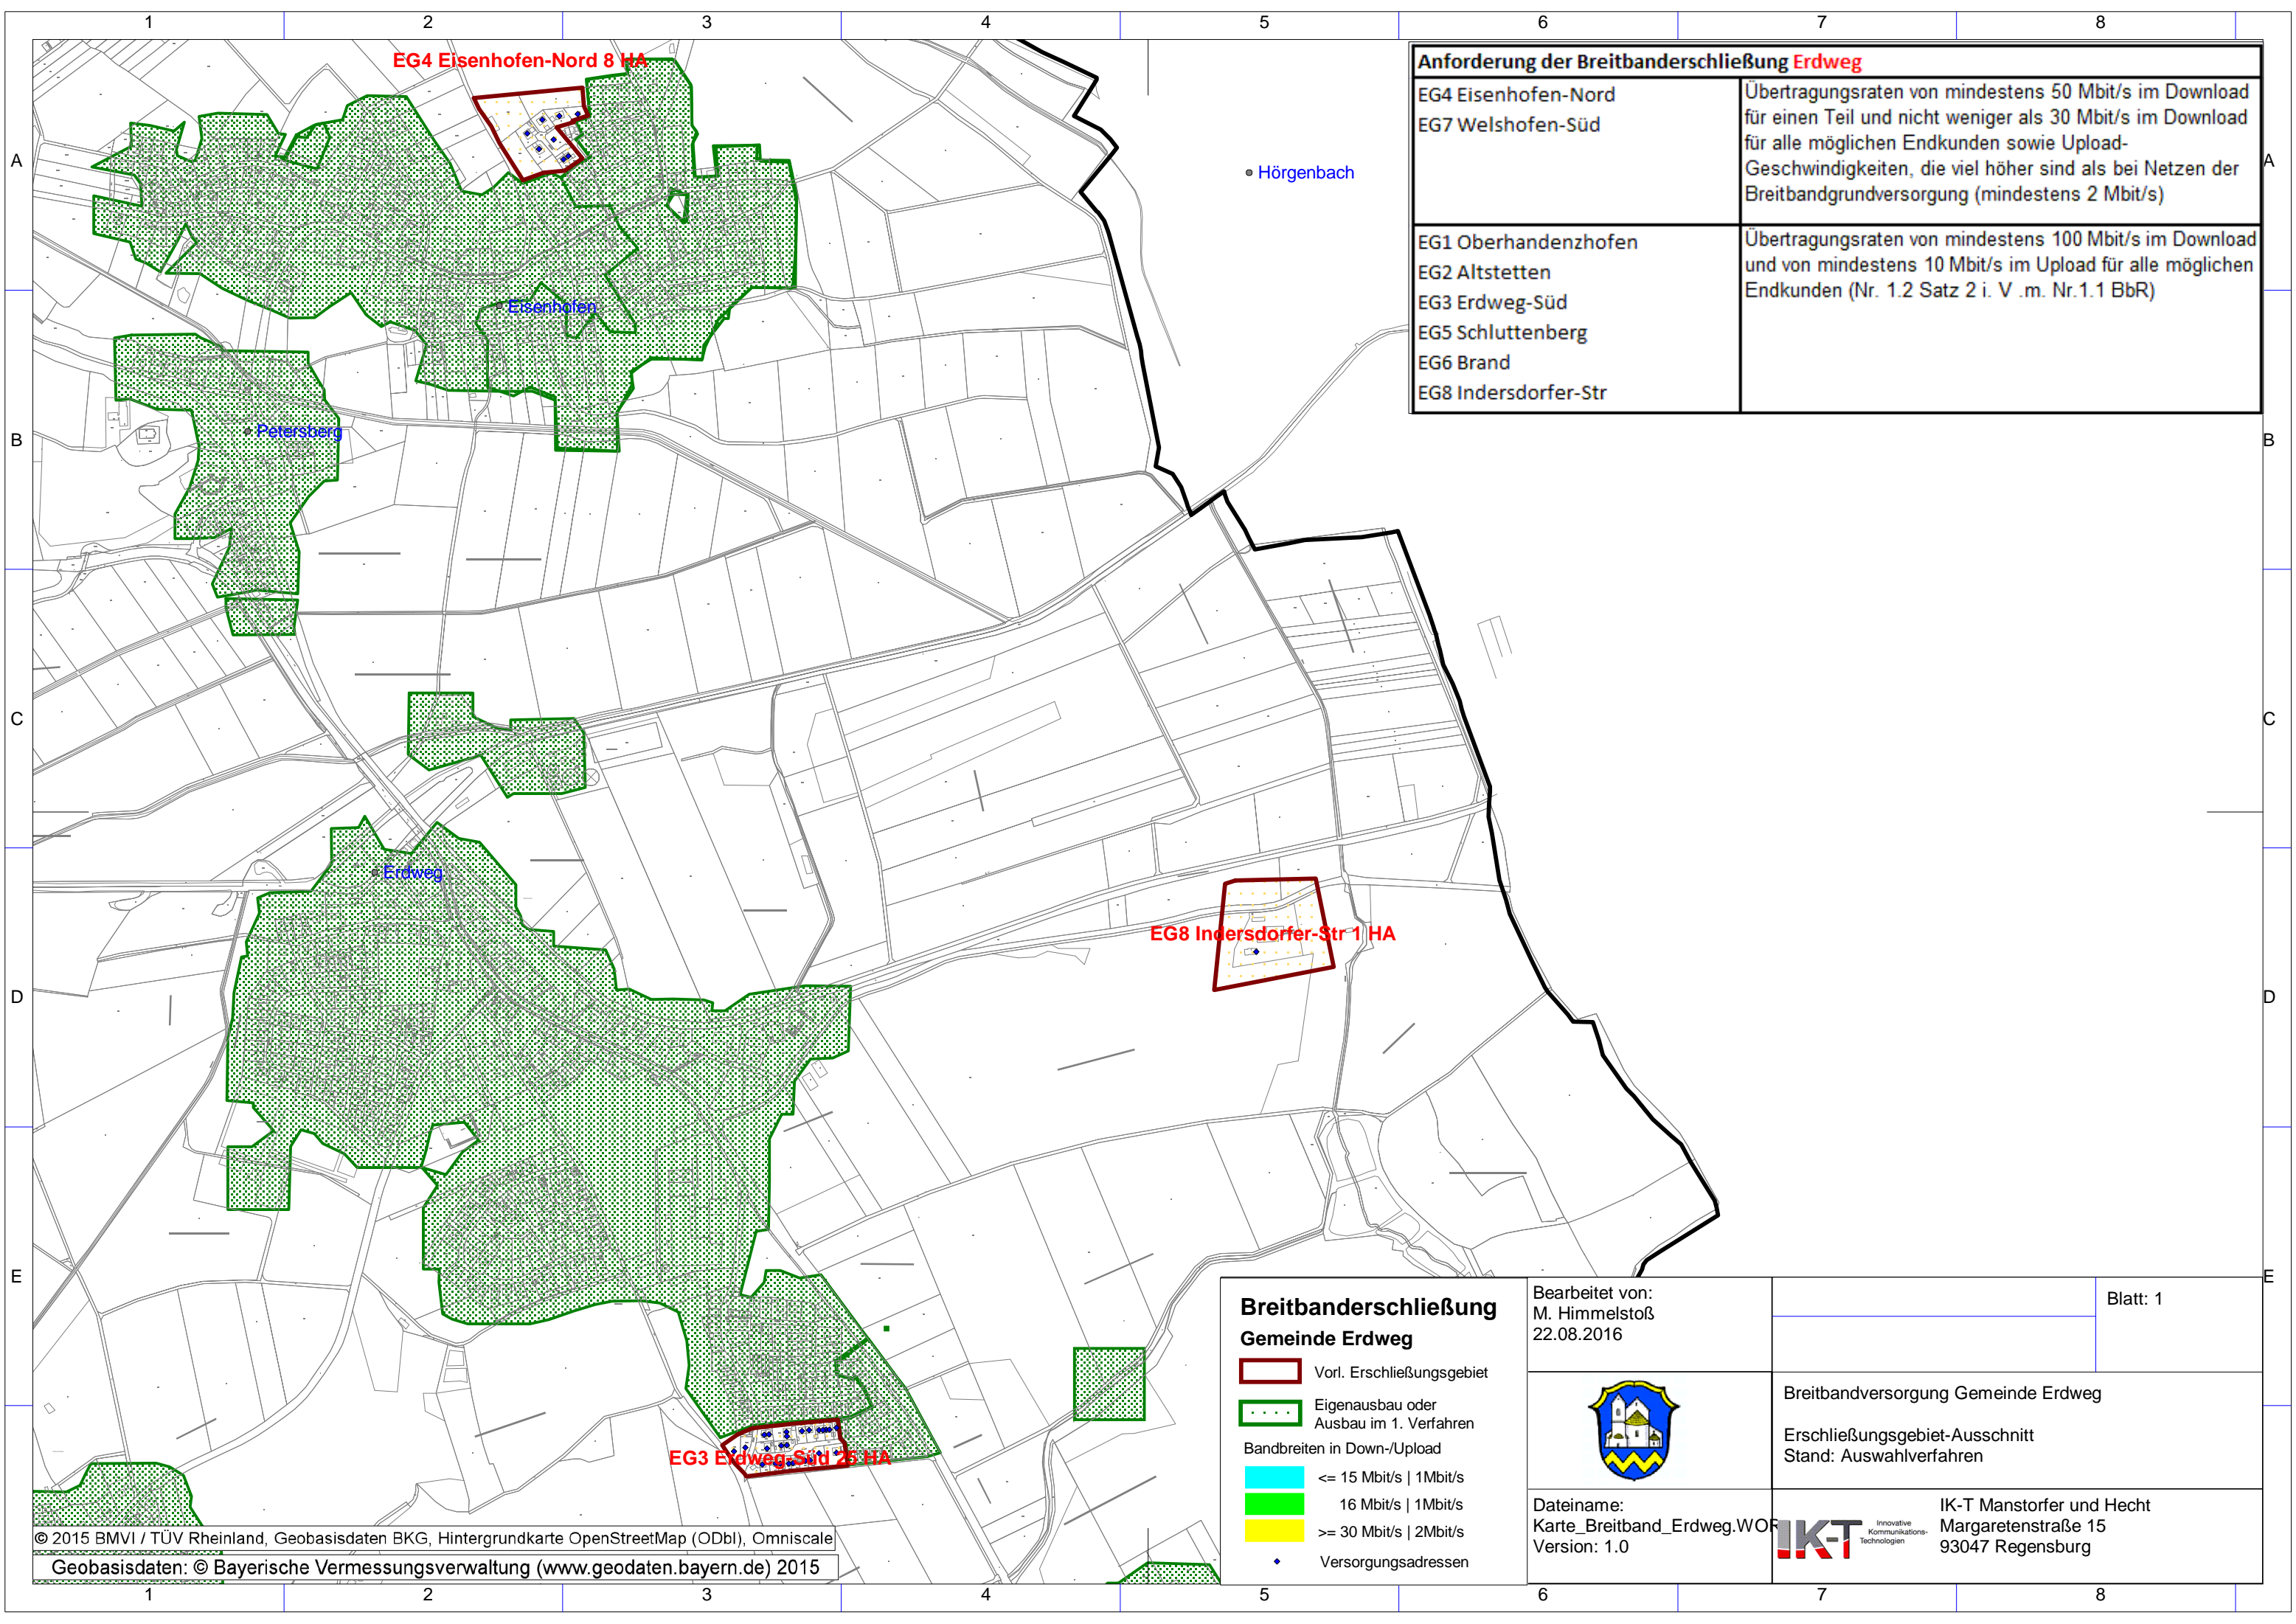 1 2 3 4 5 6 7 8
A
A
B
B
C
C
D
D
E
E
EG4 Eisenhofen-Nord 8 HA
Hörgenbach
Eisenhofen
Petersberg
Erdweg
EG8 Indersdorfer-Str 1 HA
EG3 Erdweg-Süd 25 HA
Anforderung der Breitbanderschließung Erdweg
EG4 Eisenhofen-Nord
EG7 Welshofen-Süd
Übertragungsraten von mindestens 50 Mbit/s im Download
für einen Teil und nicht weniger als 30 Mbit/s im Download
für alle möglichen Endkunden sowie Upload-
Geschwindigkeiten, die viel höher sind als bei Netzen der
Breitbandgrundversorgung (mindestens 2 Mbit/s)
EG1 Oberhandenzhofen
EG2 Altstetten
EG3 Erdweg-Süd
EG5 Schluttenberg
EG6 Brand
EG8 Indersdorfer-Str
Übertragungsraten von mindestens 100 Mbit/s im Download
und von mindestens 10 Mbit/s im Upload für alle möglichen
Endkunden (Nr. 1.2 Satz 2 i. V .m. Nr.1.1 BbR)
Breitbanderschließung
Gemeinde Erdweg
Vorl. Erschließungsgebiet
Eigenausbau oder
Ausbau im 1. Verfahren
Bandbreiten in Down-/Upload
<= 15 Mbit/s | 1Mbit/s
16 Mbit/s | 1Mbit/s
>= 30 Mbit/s | 2Mbit/s
Versorgungsadressen
Bearbeitet von:
M. Himmelstoß
22.08.2016
Blatt: 1
Breitbandversorgung Gemeinde Erdweg
Erschließungsgebiet-Ausschnitt
Stand: Auswahlverfahren
Dateiname:
Karte_Breitband_Erdweg.WOR
Version: 1.0
IK-T
Innovative
Kommunikations-
Technologien
IK-T Manstorfer und Hecht
Margaretenstraße 15
93047 Regensburg
© 2015 BMVI / TÜV Rheinland, Geobasisdaten BKG, Hintergrundkarte OpenStreetMap (ODbl), Omniscale
Geobasisdaten: © Bayerische Vermessungsverwaltung (www.geodaten.bayern.de) 2015
1 2 3 4 5 6 7 8